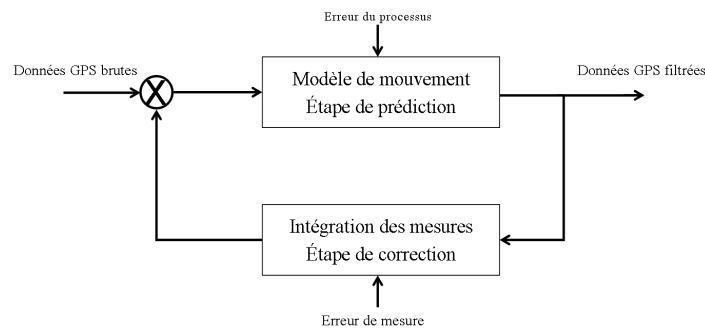 Erreur du processus
Données GPS brutes
Modèle de mouvement
Étape de prédiction
Données GPS filtrées
Intégration des mesures
Étape de correction
Erreur de mesure